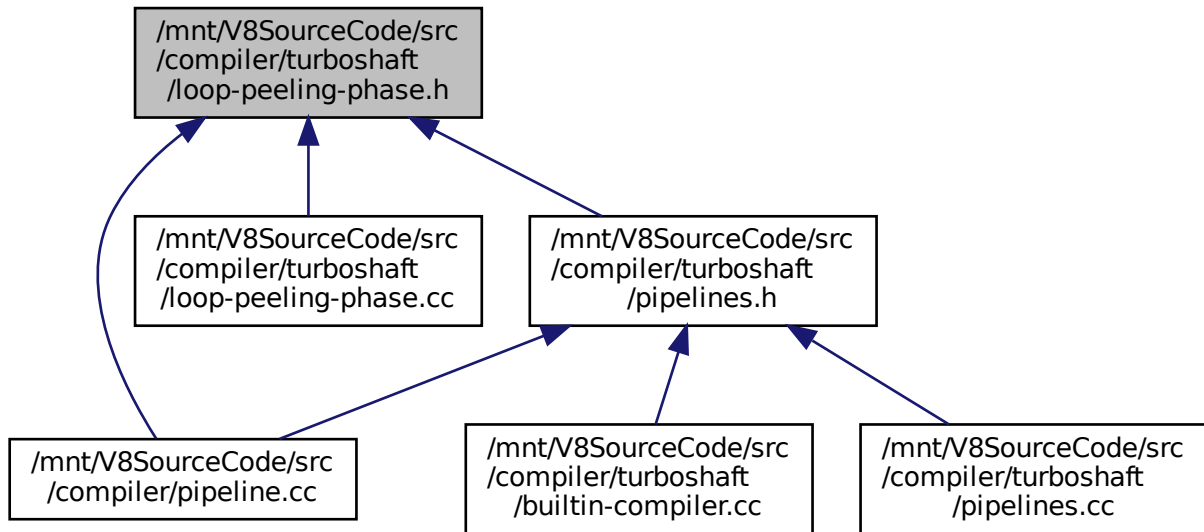 /mnt/V8SourceCode/src
/compiler/turboshaft
/loop-peeling-phase.h
/mnt/V8SourceCode/src
/compiler/turboshaft
/loop-peeling-phase.cc
/mnt/V8SourceCode/src
/compiler/turboshaft
/pipelines.h
/mnt/V8SourceCode/src
/compiler/pipeline.cc
/mnt/V8SourceCode/src
/compiler/turboshaft
/builtin-compiler.cc
/mnt/V8SourceCode/src
/compiler/turboshaft
/pipelines.cc